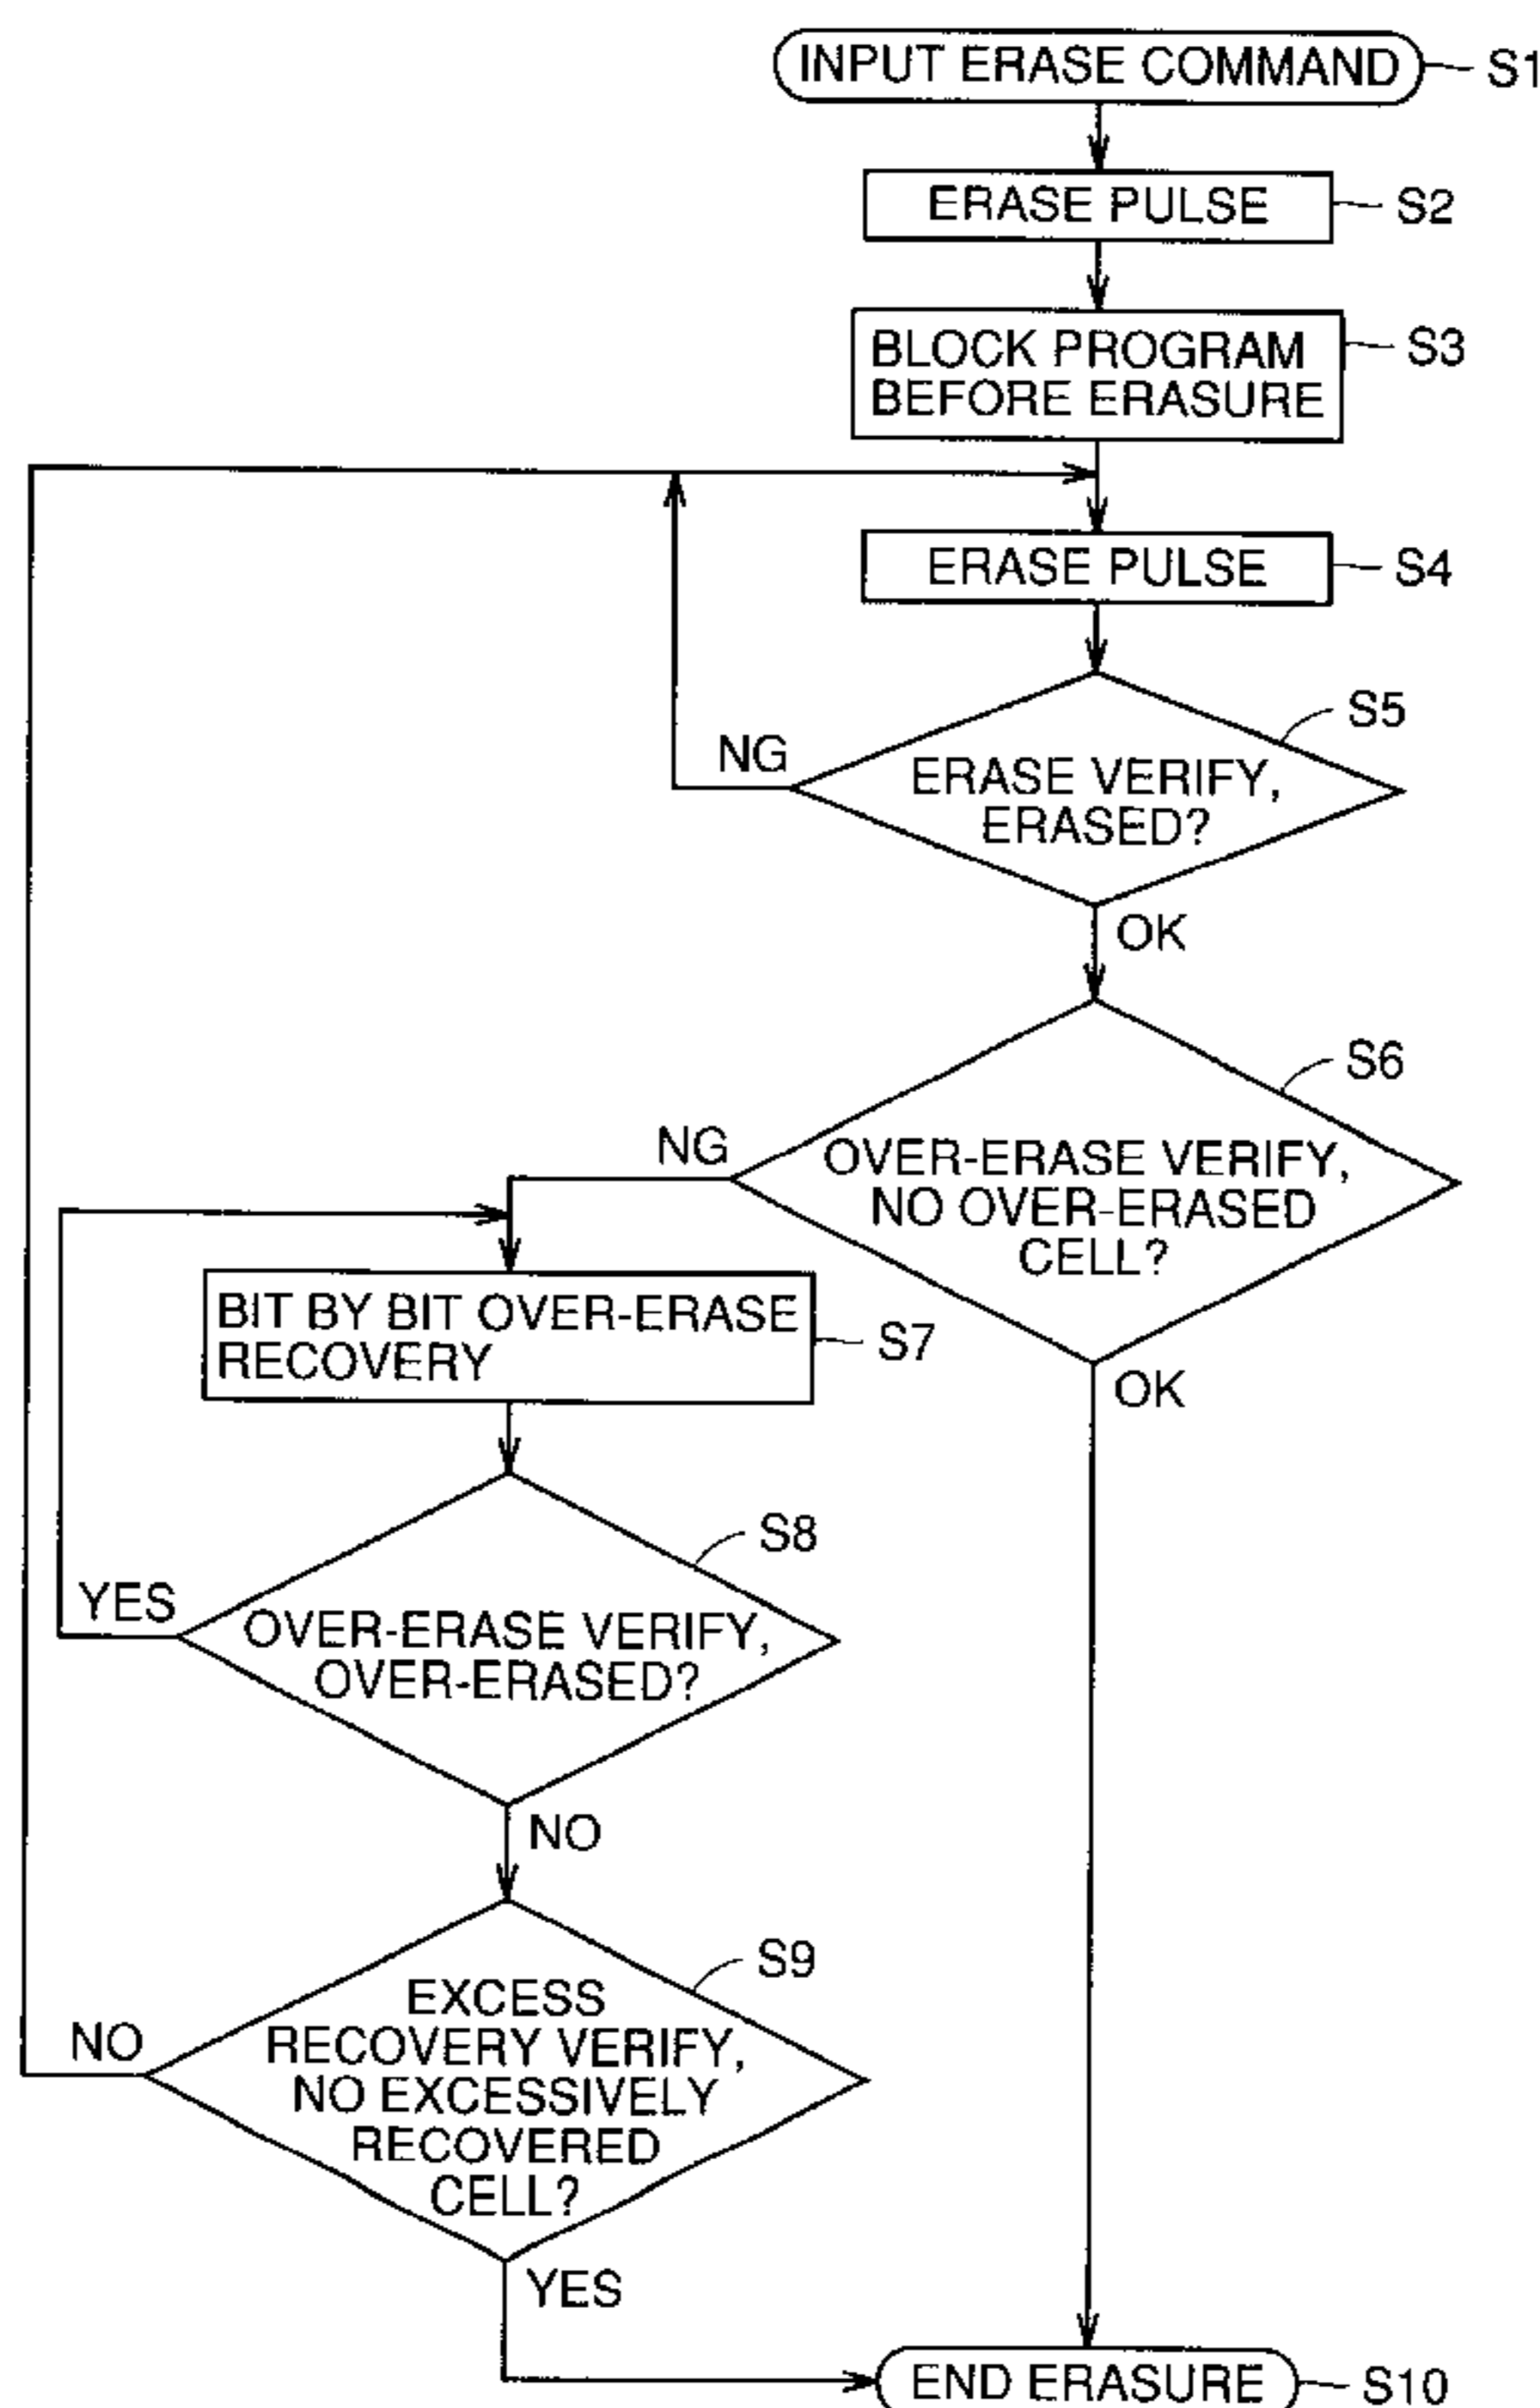 INPUT ERASE COMMAND S1
ERASE PULSE S2
BLOCK PROGRAM S3
BEFORE ERASURE
ERASE PULSE S4
S5
NG
ERASE VERIFY,
ERASED?
OK
S6
NG
OVER-ERASE VERIFY,
NO OVER-ERASED
CELL?
OK
BIT BY BIT OVER-ERASE
RECOVERY
S7
S8
YES
OVER-ERASE VERIFY,
OVER-ERASED?
NO
S9
NO
EXCESS
RECOVERY VERIFY,
NO EXCESSIVELY
RECOVERED
CELL?
YES
END ERASURE S10